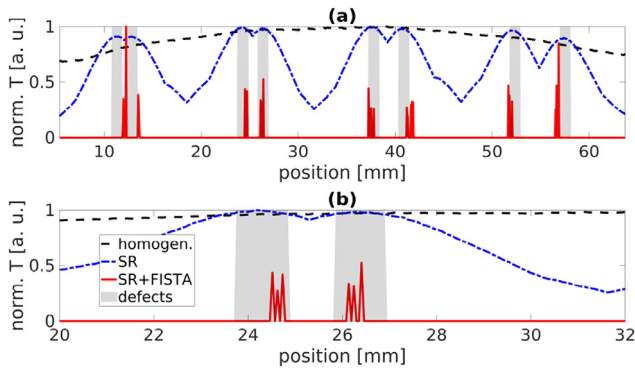 (a)
norm. T [a. u.]
1
0.5
0
10 20 30 40 50 60
position [mm]
(b)
norm. T [a. u.]
1
0.5
0
homogen.
SR
SR+FISTA
defects
20 22 24 26 28 30 32
position [mm]